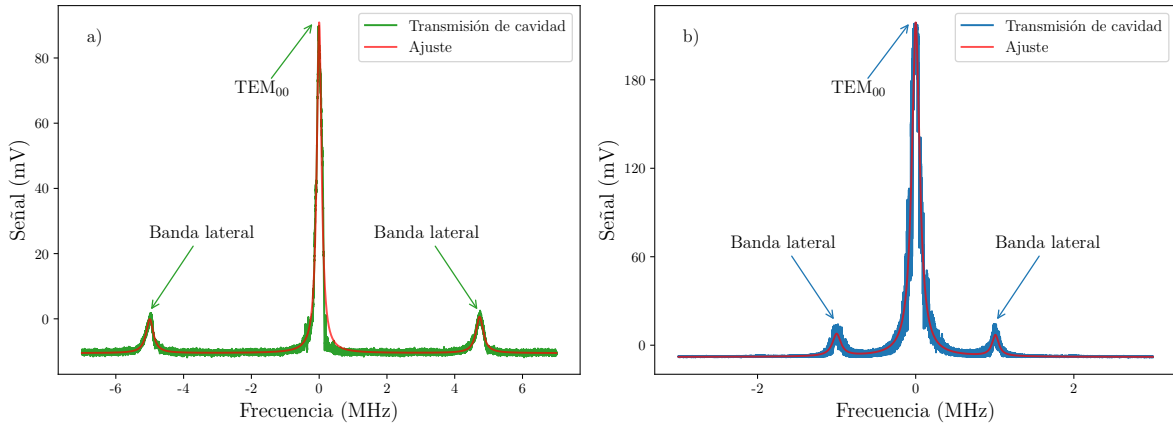 a)
Transmisión de cavidad
Ajuste
TEM00
Banda lateral
Banda lateral
Señal (mV)
80
60
40
20
0
-6
-4
-2
0
2
4
6
Frecuencia (MHz)
b)
Transmisión de cavidad
Ajuste
TEM00
Banda lateral
Banda lateral
Señal (mV)
180
120
60
0
-2
0
2
Frecuencia (MHz)